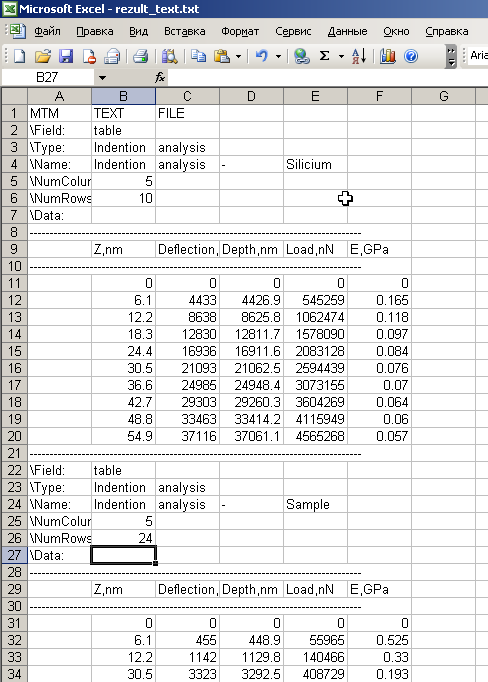 Microsoft Excel - rezult_text.txt
Файл Правка Вид Вставка Формат Сервис Данные Окно Справка
Aria
B27 fx
A B C D E F G
1 MTM TEXT FILE
2 \Field: table
3 \Type: Indention analysis
4 \Name: Indention analysis - Silicium
5 \NumColur 5
6 \NumRows 10
7 \Data:
8 --------------------------------------------------------------------------------
9 Z,nm Deflection, Depth,nm Load,nN E,GPa
10 --------------------------------------------------------------------------------
11 0 0 0 0 0
12 6.1 4433 4426.9 545259 0.165
13 12.2 8638 8625.8 1062474 0.118
14 18.3 12830 12811.7 1578090 0.097
15 24.4 16936 16911.6 2083128 0.084
16 30.5 21093 21062.5 2594439 0.076
17 36.6 24985 24948.4 3073155 0.07
18 42.7 29303 29260.3 3604269 0.064
19 48.8 33463 33414.2 4115949 0.06
20 54.9 37116 37061.1 4565268 0.057
21 --------------------------------------------------------------------------------
22 \Field: table
23 \Type: Indention analysis
24 \Name: Indention analysis - Sample
25 \NumColur 5
26 \NumRows 24
27 \Data:
28 --------------------------------------------------------------------------------
29 Z,nm Deflection, Depth,nm Load,nN E,GPa
30 --------------------------------------------------------------------------------
31 0 0 0 0 0
32 6.1 455 448.9 55965 0.525
33 12.2 1142 1129.8 140466 0.33
34 30.5 3323 3292.5 408729 0.193